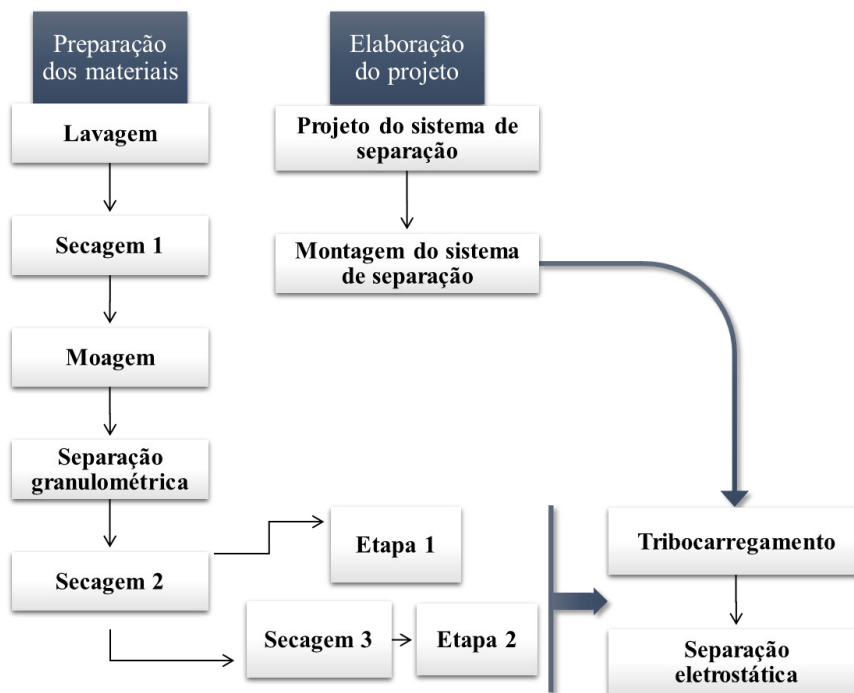 Preparação
dos materiais
Lavagem
Secagem 1
Moagem
Separação
granulométrica
Secagem 2
Elaboração
do projeto
Projeto do sistema de
separação
Montagem do sistema
de separação
Etapa 1
Secagem 3
Etapa 2
Tribocarregamento
Separação
eletrostática